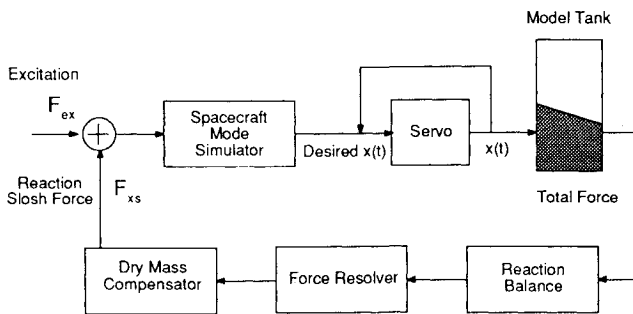 Model Tank
Excitation
F ex
Spacecraft
Mode
Simulator
Desired x(t)
Servo
x(t)
Reaction
Slosh Force
F xs
Total Force
Dry Mass
Compensator
Force Resolver
Reaction
Balance